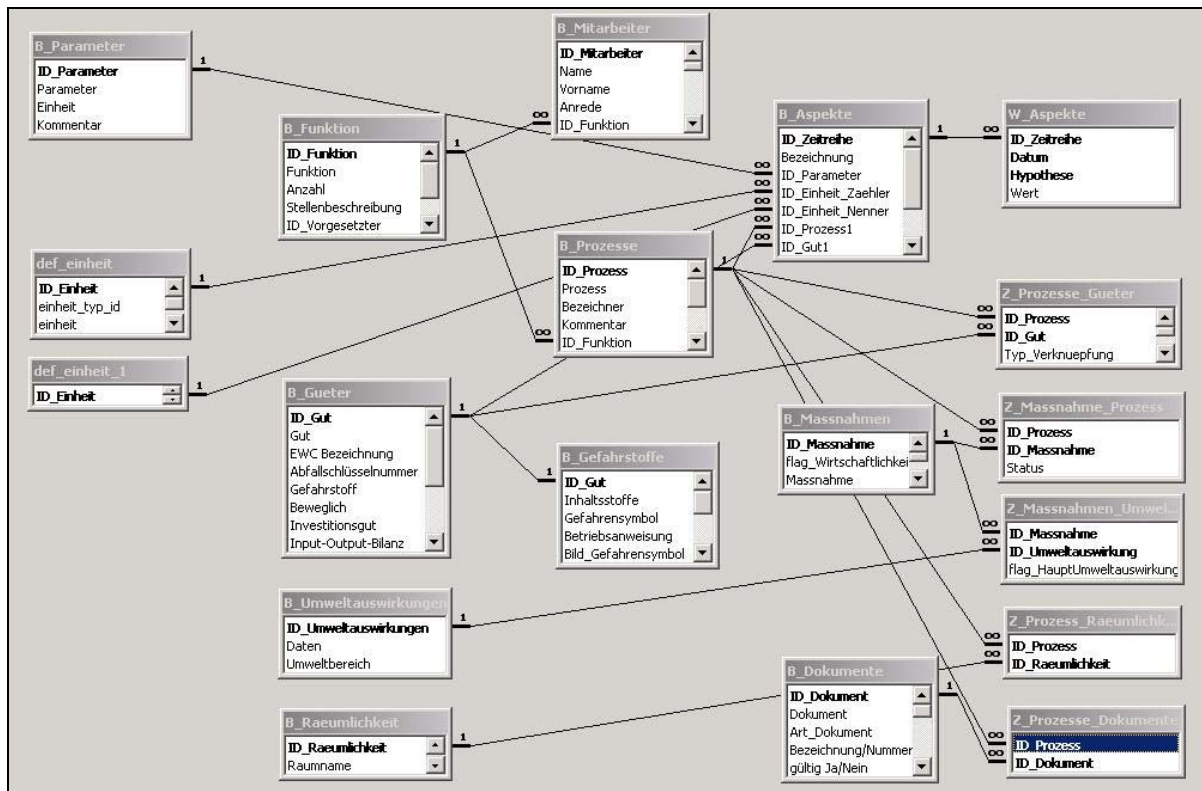 B_Parameter
ID_Parameter
Parameter
Einheit
Kommentar
1
B_Funktion
ID_Funktion
Funktion
Anzahl
Stellenbeschreibung
ID_Vorgesetzter
1
B_Mitarbeiter
ID_Mitarbeiter
Name
Vorname
Anrede
ID_Funktion
∞
B_Aspekte
ID_Zeitreihe
Bezeichnung
ID_Parameter
ID_Einheit_Zaehler
ID_Einheit_Nenner
ID_Prozess1
ID_Gut1
1
∞
∞
∞
∞
∞
W_Aspekte
ID_Zeitreihe
Datum
Hypothese
Wert
∞
def_einheit
ID_Einheit
einheit_typ_id
einheit
1
def_einheit_1
ID_Einheit
1
B_Prozesse
ID_Prozess
Prozess
Bezeichner
Kommentar
ID_Funktion
1
∞
Z_Prozesse_Gueter
ID_Prozess
ID_Gut
Typ_Verknuepfung
∞
∞
B_Gueter
ID_Gut
Gut
EWC Bezeichnung
Abfallschlüsselnummer
Gefahrstoff
Beweglich
Investitionsgut
Input-Output-Bilanz
1
B_Gefahrstoffe
ID_Gut
Inhaltsstoffe
Gefahrensymbol
Betriebsanweisung
Bild_Gefahrensymbol
1
B_Massnahmen
ID_Massnahme
flag_Wirtschaftlichkei
Massnahme
1
Z_Massnahme_Prozess
ID_Prozess
ID_Massnahme
Status
∞
∞
Z_Massnahmen_Umwel...
ID_Massnahme
ID_Umweltauswirkung
flag_HauptUmweltauswirkung
∞
∞
B_Umweltauswirkungen
ID_Umweltauswirkungen
Daten
Umweltbereich
1
Z_Prozess_Raeumlichk...
ID_Prozess
ID_Raeumlichkeit
∞
∞
B_Raeumlichkeit
ID_Raeumlichkeit
Raumname
1
B_Dokumente
ID_Dokument
Dokument
Art_Dokument
Bezeichnung/Nummer
gültig Ja/Nein
1
Z_Prozesse_Dokumente
ID_Prozess
ID_Dokument
∞
∞